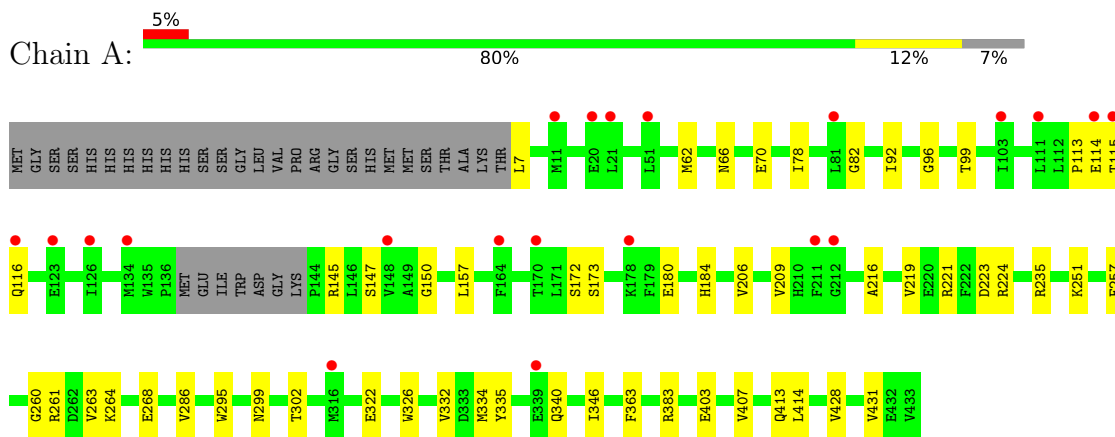 5%
Chain A:
80% 12% 7%
MET GLY SER SER HIS HIS HIS HIS HIS HIS SER SER GLY LEU VAL PRO ARG GLY SER HIS MET MET SER THR ALA LYS THR L7 M11 E20 L21 L51 M62 N66 E70 I78 L81 G82 I92 G96 T99 I103 L111 L112 P113 E114 T115
Q116 E123 I126 M134 W135 P136 MET GLU ILE TRP ASP GLY LYS P144 R145 L146 S147 V148 A149 G150 L157 F164 T170 L171 S172 S173 K178 F179 E180 H184 V206 V209 H210 F211 G212 A216 V219 E220 R221 F222 D223 R224 R235 K251 E257
G260 R261 D262 V263 K264 E268 V286 W295 N299 T302 M316 E322 W326 V332 D333 M334 Y335 E339 Q340 I346 F363 R383 E403 V407 Q413 L414 V428 V431 E432 V433